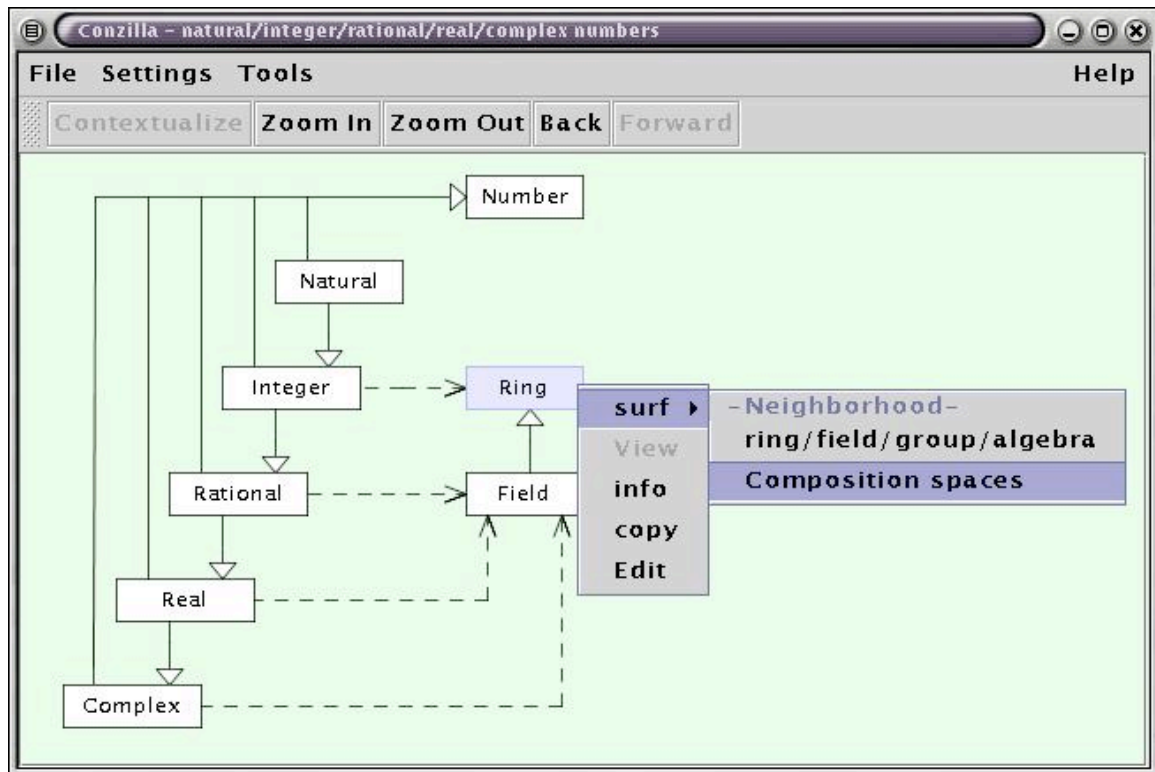 Conzilla – natural/integer/rational/real/complex numbers
File Settings Tools Help
Contextualize Zoom In Zoom Out Back Forward
Number
Natural
Integer
Ring
surf
-Neighborhood-
ring/field/group/algebra
Composition spaces
View
info
copy
Edit
Rational
Field
Real
Complex